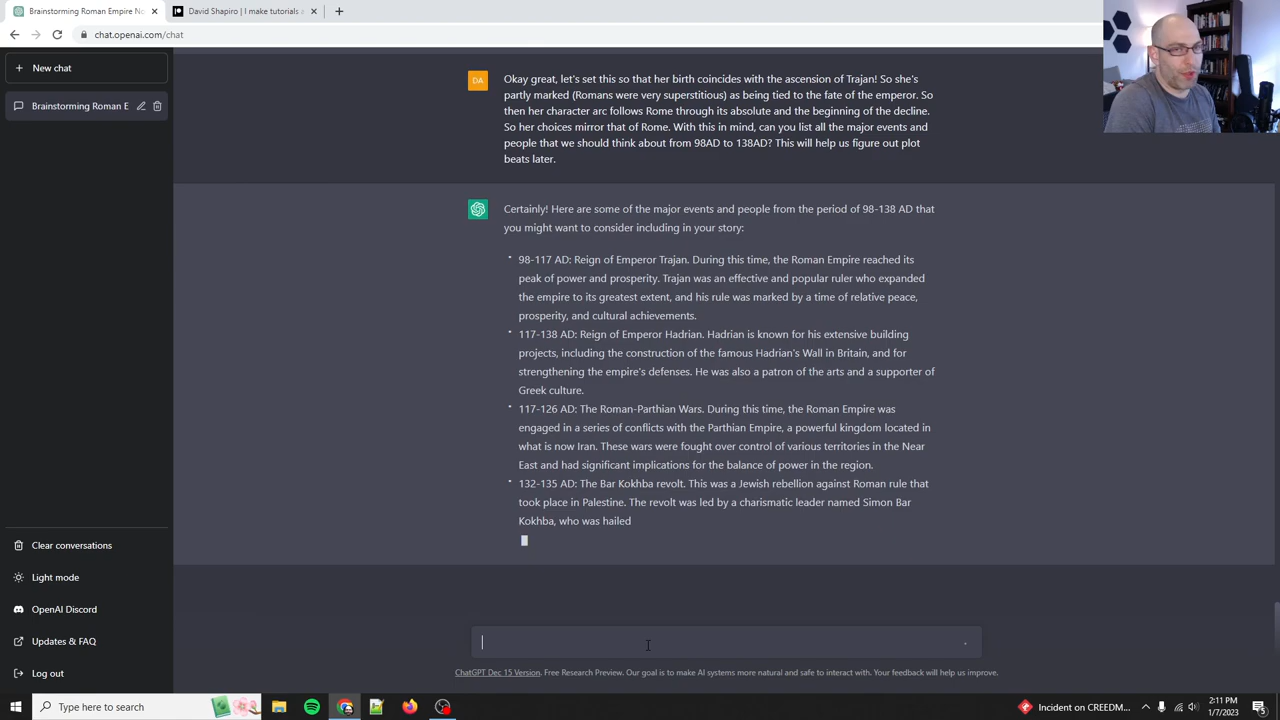 Brainstorming Roman Empire No
David Shapiro | I make tutorials a
chat.openai.com/chat
New chat
Brainstorming Roman E
DA
Okay great, let's set this so that her birth coincides with the ascension of Trajan! So she's
partly marked (Romans were very superstitious) as being tied to the fate of the emperor. So
then her character arc follows Rome through its absolute and the beginning of the decline.
So her choices mirror that of Rome. With this in mind, can you list all the major events and
people that we should think about from 98AD to 138AD? This will help us figure out plot
beats later.
Certainly! Here are some of the major events and people from the period of 98-138 AD that
you might want to consider including in your story:
• 98-117 AD: Reign of Emperor Trajan. During this time, the Roman Empire reached its
peak of power and prosperity. Trajan was an effective and popular ruler who expanded
the empire to its greatest extent, and his rule was marked by a time of relative peace,
prosperity, and cultural achievements.
• 117-138 AD: Reign of Emperor Hadrian. Hadrian is known for his extensive building
projects, including the construction of the famous Hadrian's Wall in Britain, and for
strengthening the empire's defenses. He was also a patron of the arts and a supporter of
Greek culture.
• 117-126 AD: The Roman-Parthian Wars. During this time, the Roman Empire was
engaged in a series of conflicts with the Parthian Empire, a powerful kingdom located in
what is now Iran. These wars were fought over control of various territories in the Near
East and had significant implications for the balance of power in the region.
• 132-135 AD: The Bar Kokhba revolt. This was a Jewish rebellion against Roman rule that
took place in Palestine. The revolt was led by a charismatic leader named Simon Bar
Kokhba, who was hailed
Clear conversations
Light mode
OpenAI Discord
Updates & FAQ
Log out
ChatGPT Dec 15 Version. Free Research Preview. Our goal is to make AI systems more natural and safe to interact with. Your feedback will help us improve.
Type here to search
Incident on CREEDM...
2:11 PM
1/7/2023